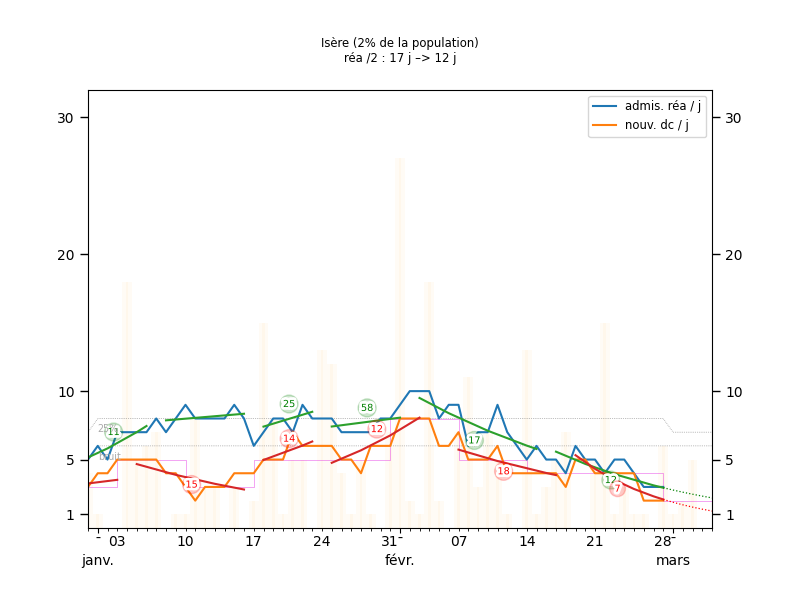 Isère (2% de la population)
réa /2 : 17 j –> 12 j
admis. réa / j
nouv. dc / j
30 30
20 20
10 10
5 5
1 1
25
58
11
12
14
17
18
15
12
7
bruit
03 10 17 24 31 07 14 21 28
janv. févr. mars